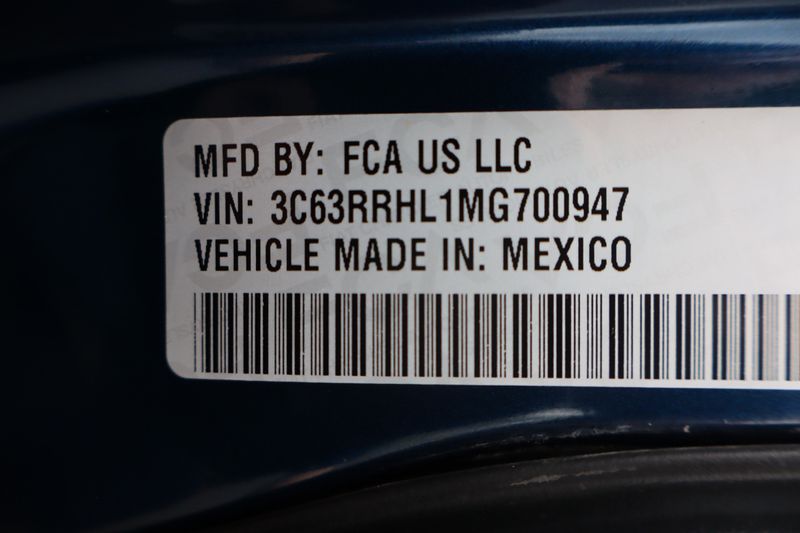 MFD BY: FCA US LLC
VIN: 3C63RRHL1MG700947
VEHICLE MADE IN: MEXICO